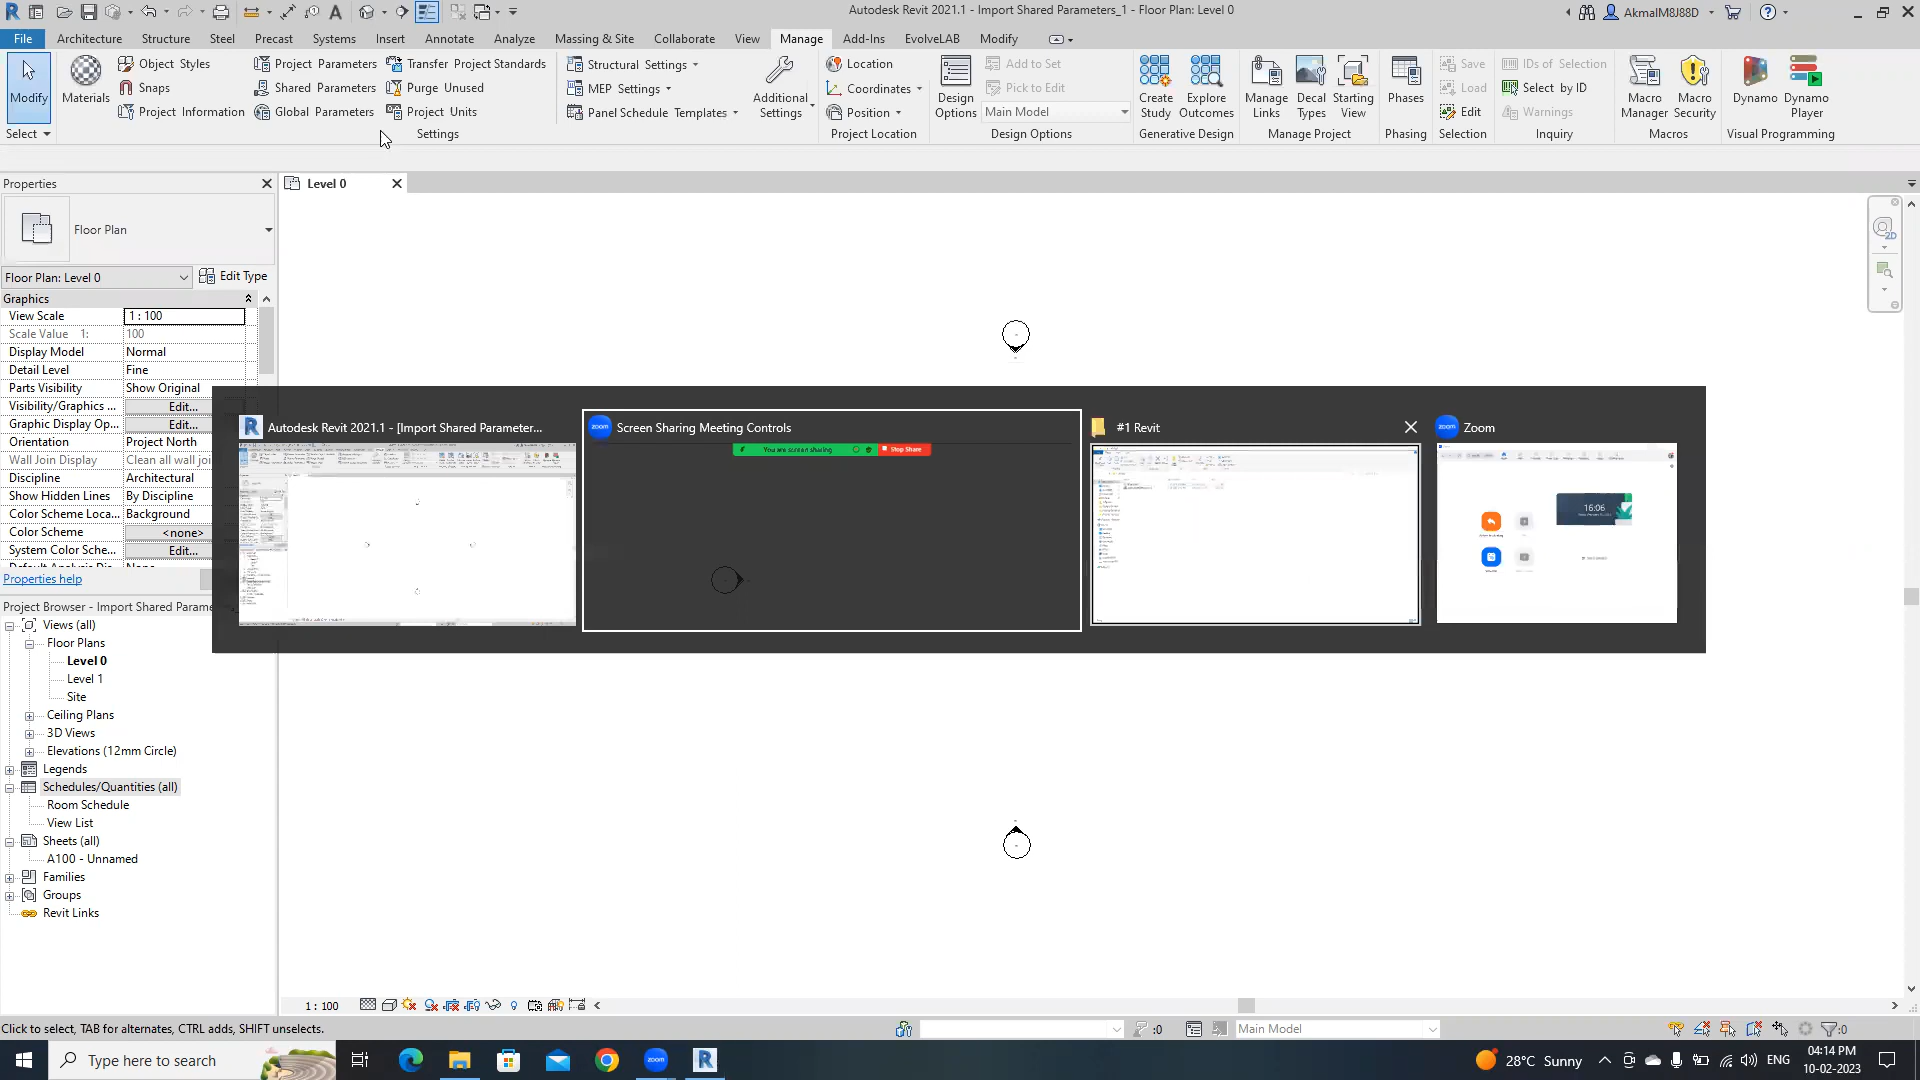 Autodesk Revit 2021.1 - Import Shared Parameters_1 - Floor Plan: Level 0
AkmalM8J88D
File Architecture Structure Steel Precast Systems Insert Annotate Analyze Massing & Site Collaborate View Manage Add-Ins EvolveLAB Modify
Modify
Materials
Object Styles
Snaps
Project Information
Project Parameters
Shared Parameters
Global Parameters
Transfer Project Standards
Purge Unused
Project Units
Structural Settings
MEP Settings
Panel Schedule Templates
Additional Settings
Location
Coordinates
Position
Design Options
Add to Set
Pick to Edit
Main Model
Create Study
Explore Outcomes
Manage Links
Decal Types
Starting View
Phases
Save
Load
Edit
IDs of Selection
Select by ID
Warnings
Macro Manager
Macro Security
Dynamo
Dynamo Player
Select Settings Project Location Design Options Generative Design Manage Project Phasing Selection Inquiry Macros Visual Programming
Properties
Level 0
Floor Plan
2D
Floor Plan: Level 0
Edit Type
Graphics
View Scale 1 : 100
Scale Value 1: 100
Display Model Normal
Detail Level Fine
Parts Visibility Show Original
Visibility/Graphics ... Edit...
Graphic Display Op... Edit...
Orientation Project North
Wall Join Display Clean all wall joi
Discipline Architectural
Show Hidden Lines By Discipline
Color Scheme Loca... Background
Color Scheme <none>
System Color Sche... Edit...
Properties help
Autodesk Revit 2021.1 - [Import Shared Parameter...
zoom Screen Sharing Meeting Controls
You are screen sharing Stop Share
#1 Revit
zoom Zoom
16:06
Project Browser - Import Shared Parame
Views (all)
Floor Plans
Level 0
Level 1
Site
Ceiling Plans
3D Views
Elevations (12mm Circle)
Legends
Schedules/Quantities (all)
Room Schedule
View List
Sheets (all)
A100 - Unnamed
Families
Groups
Revit Links
1 : 100
Click to select, TAB for alternates, CTRL adds, SHIFT unselects.
:0
Main Model
:0
Type here to search
zoom
28°C Sunny
ENG
04:14 PM
10-02-2023